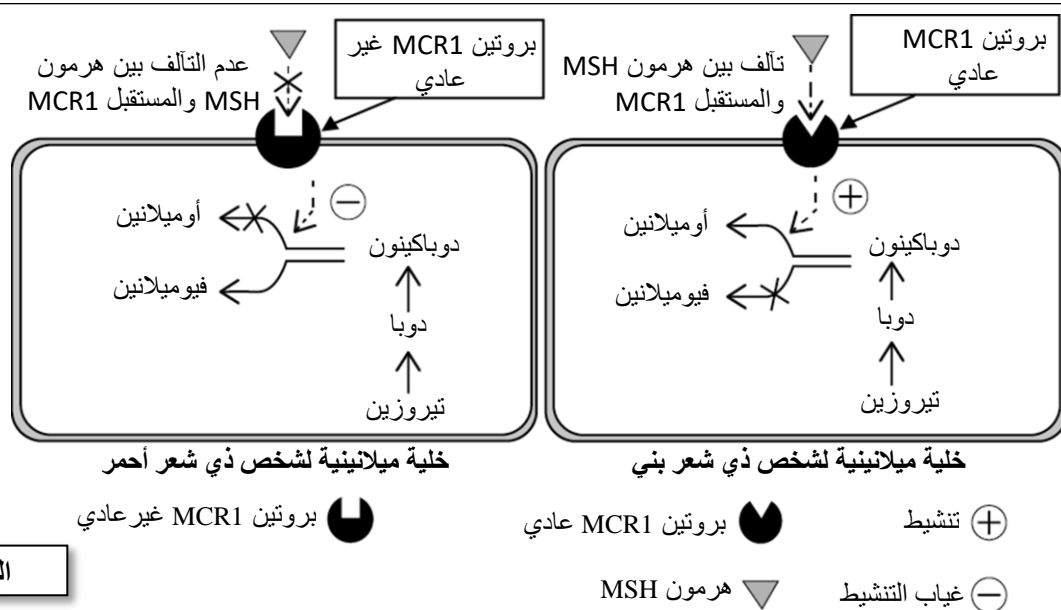 بروتين MCR1
عادي
تآلف بين هرمون MSH
والمستقبل MCR1
أوميلانين
فيوميلانين
دوباكينون
دوبا
تيروزين
خلية ميلانينية لشخص ذي شعر بني
بروتين MCR1 غير
عادي
عدم التآلف بين هرمون
MSH والمستقبل MCR1
أوميلانين
فيوميلانين
دوباكينون
دوبا
تيروزين
خلية ميلانينية لشخص ذي شعر أحمر
تنشيط
بروتين MCR1 عادي
بروتين MCR1 غيرعادي
غياب التنشيط
هرمون MSH